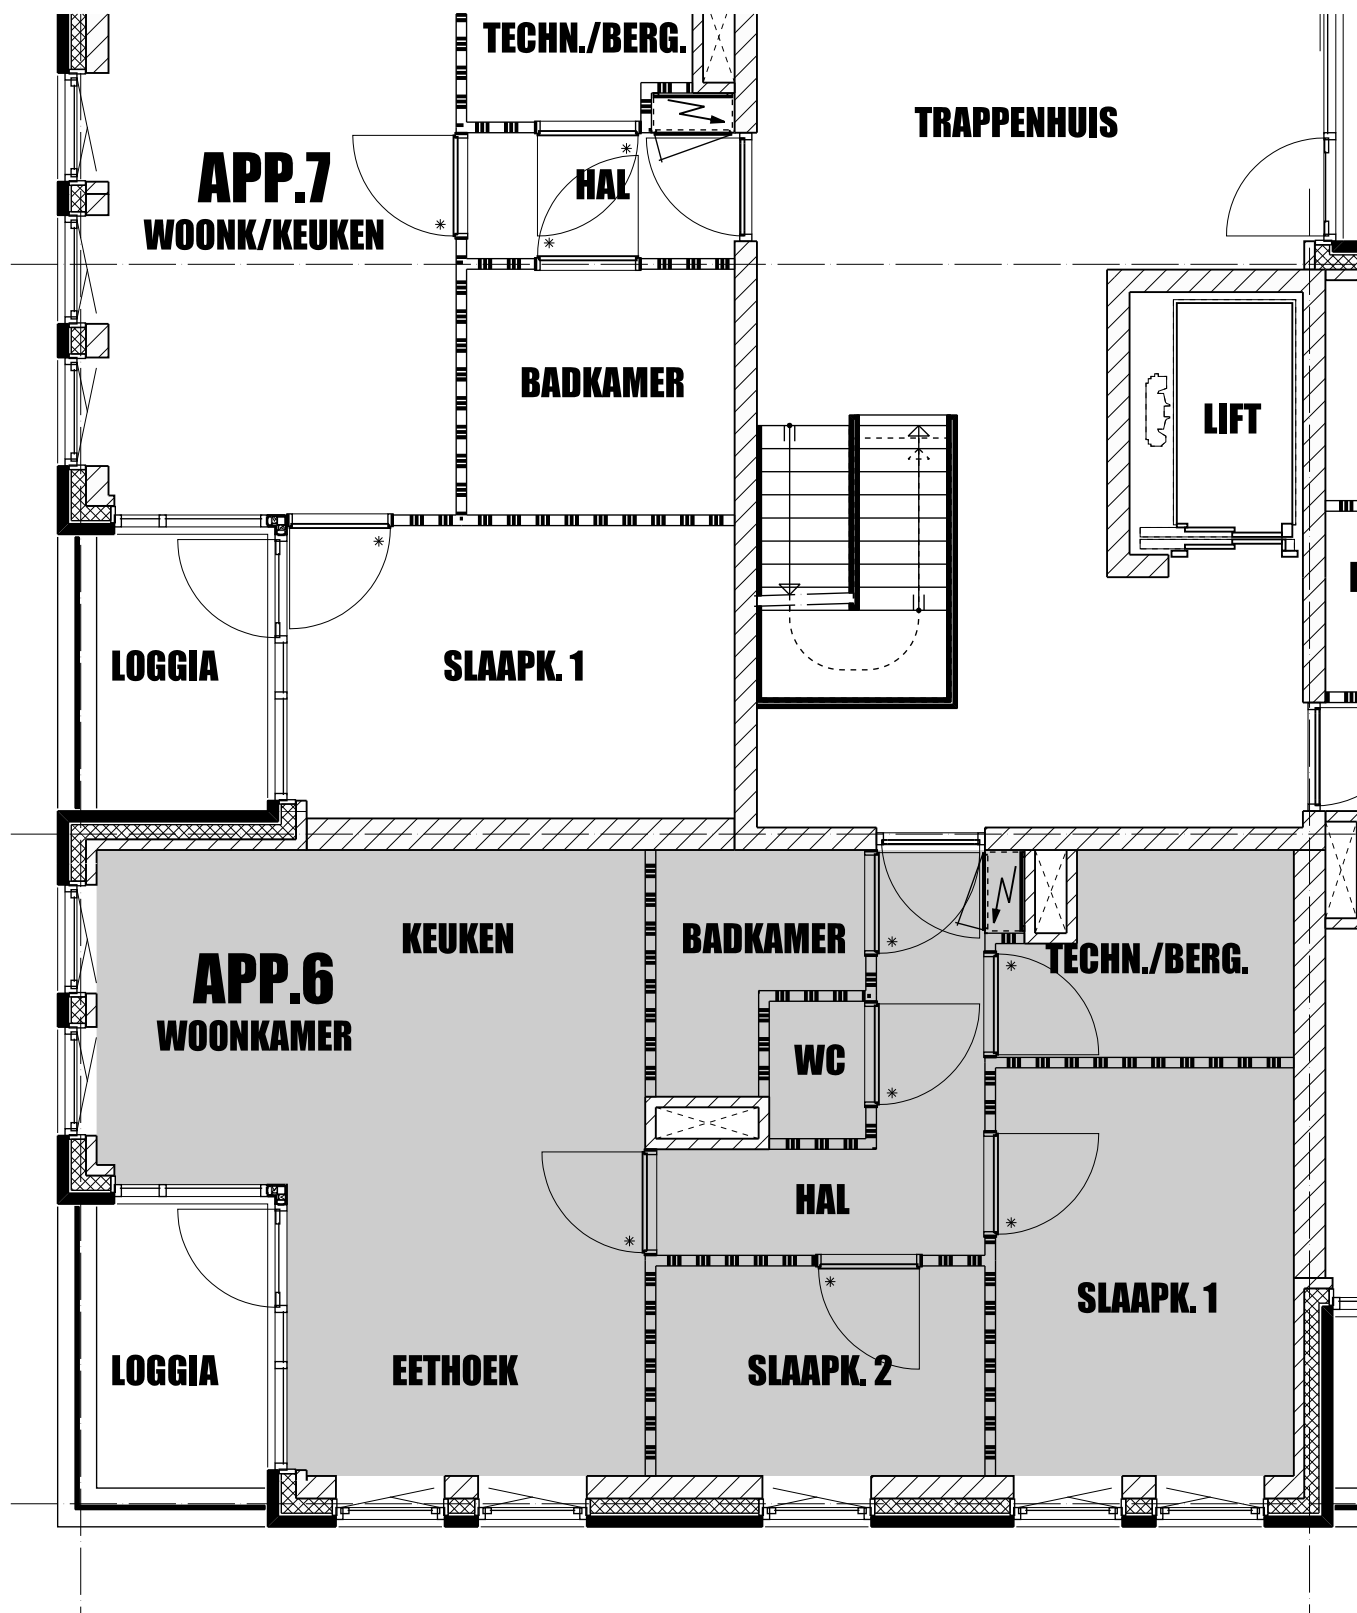 TECHN./BERG.
TRAPPENHUIS
APP.7
HAL
WOONK/KEUKEN
BADKAMER
LIFT
LOGGIA
SLAAPK. 1
KEUKEN
BADKAMER
TECHN./BERG.
APP.6
WOONKAMER
WC
HAL
SLAAPK. 1
LOGGIA
EETHOEK
SLAAPK. 2